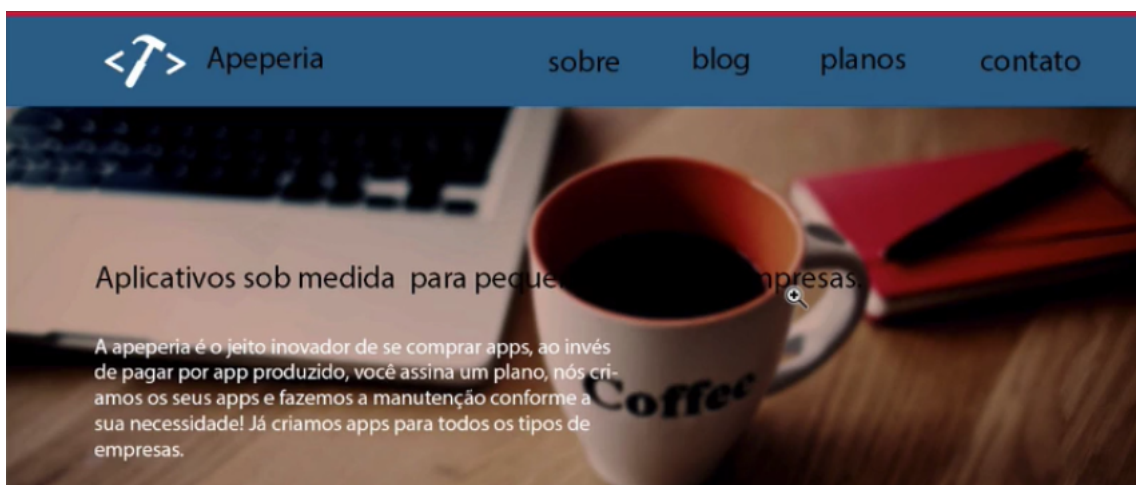 Apeperia
sobre blog planos contato
Aplicativos sob medida para empresas.
A apeperia é o jeito inovador de se comprar apps, ao invés
de pagar por app produzido, você assina um plano, nós cri-
amos os seus apps e fazemos a manutenção conforme a
sua necessidade! Já criamos apps para todos os tipos de
empresas.
Coffee